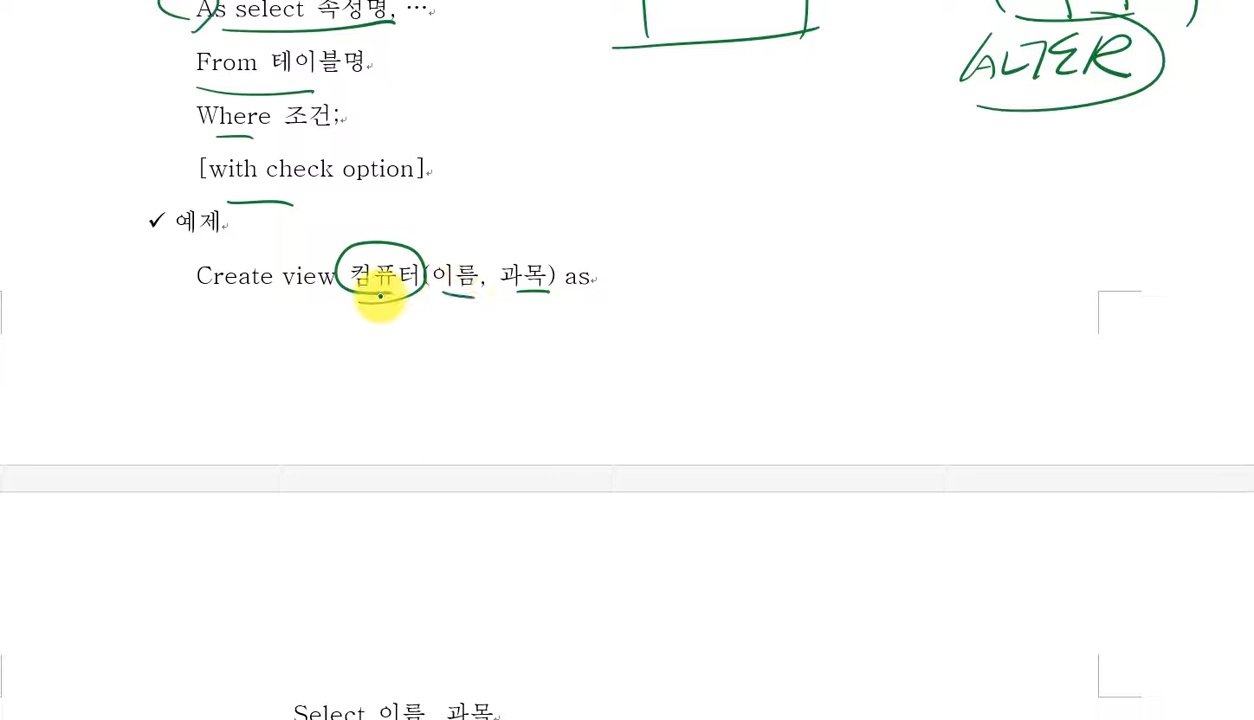 As select 속성명, …
From 테이블명
ALTER
Where 조건;
[with check option]
✓ 예제
Create view 컴퓨터(이름, 과목) as
Select 이름, 과목